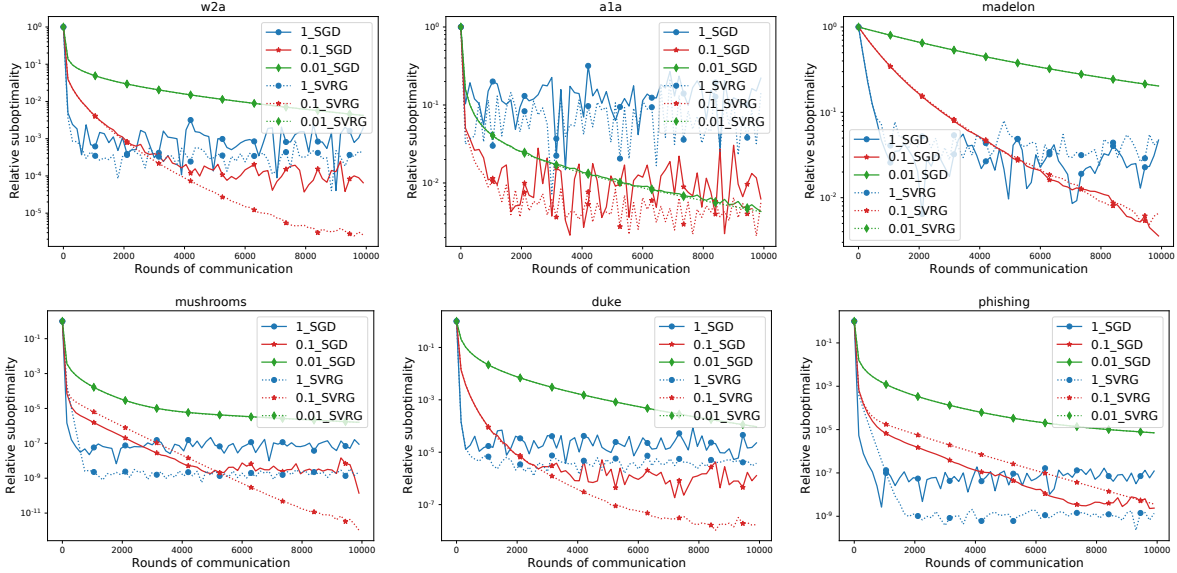 w2a
Relative suboptimality
10⁰
10⁻¹
10⁻²
10⁻³
10⁻⁴
10⁻⁵
1_SGD
0.1_SGD
0.01_SGD
1_SVRG
0.1_SVRG
0.01_SVRG
0 2000 4000 6000 8000 10000
Rounds of communication
a1a
Relative suboptimality
10⁰
10⁻¹
10⁻²
1_SGD
0.1_SGD
0.01_SGD
1_SVRG
0.1_SVRG
0.01_SVRG
0 2000 4000 6000 8000 10000
Rounds of communication
madelon
Relative suboptimality
10⁰
10⁻¹
10⁻²
1_SGD
0.1_SGD
0.01_SGD
1_SVRG
0.1_SVRG
0.01_SVRG
0 2000 4000 6000 8000 10000
Rounds of communication
mushrooms
Relative suboptimality
10⁻¹
10⁻³
10⁻⁵
10⁻⁷
10⁻⁹
10⁻¹¹
1_SGD
0.1_SGD
0.01_SGD
1_SVRG
0.1_SVRG
0.01_SVRG
0 2000 4000 6000 8000 10000
Rounds of communication
duke
Relative suboptimality
10⁻¹
10⁻³
10⁻⁵
10⁻⁷
1_SGD
0.1_SGD
0.01_SGD
1_SVRG
0.1_SVRG
0.01_SVRG
0 2000 4000 6000 8000 10000
Rounds of communication
phishing
Relative suboptimality
10⁻¹
10⁻³
10⁻⁵
10⁻⁷
10⁻⁹
1_SGD
0.1_SGD
0.01_SGD
1_SVRG
0.1_SVRG
0.01_SVRG
0 2000 4000 6000 8000 10000
Rounds of communication